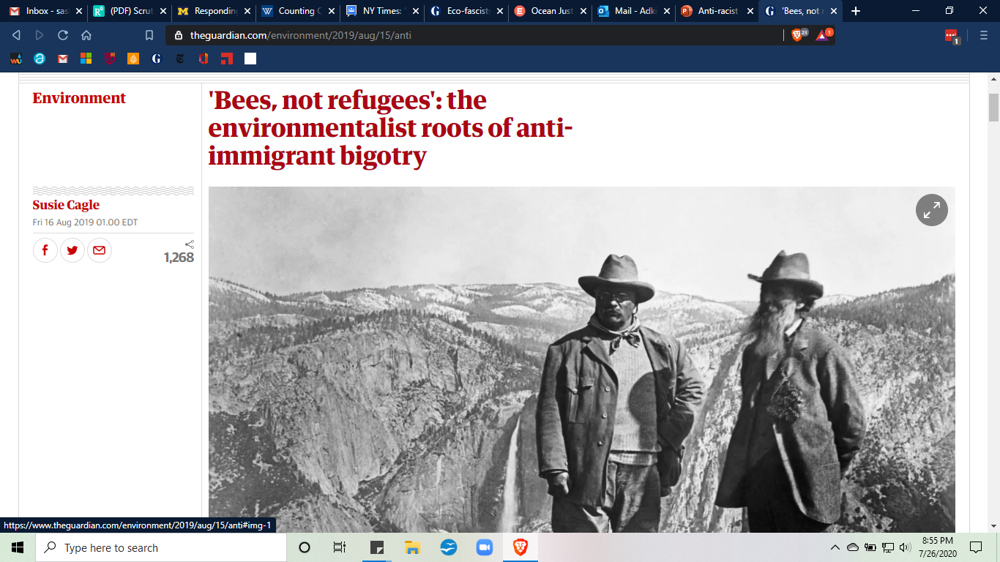 Inbox - sas
(PDF) Scrut
Responding
Counting C
NY Times: "
Eco-fascists
Ocean Just
Mail - Adki
Anti-racist
'Bees, not r
theguardian.com/environment/2019/aug/15/anti
23
1
1
Environment
'Bees, not refugees': the
environmentalist roots of anti-
immigrant bigotry
Susie Cagle
Fri 16 Aug 2019 01.00 EDT
1,268
https://www.theguardian.com/environment/2019/aug/15/anti#img-1
Type here to search
8:55 PM
7/26/2020